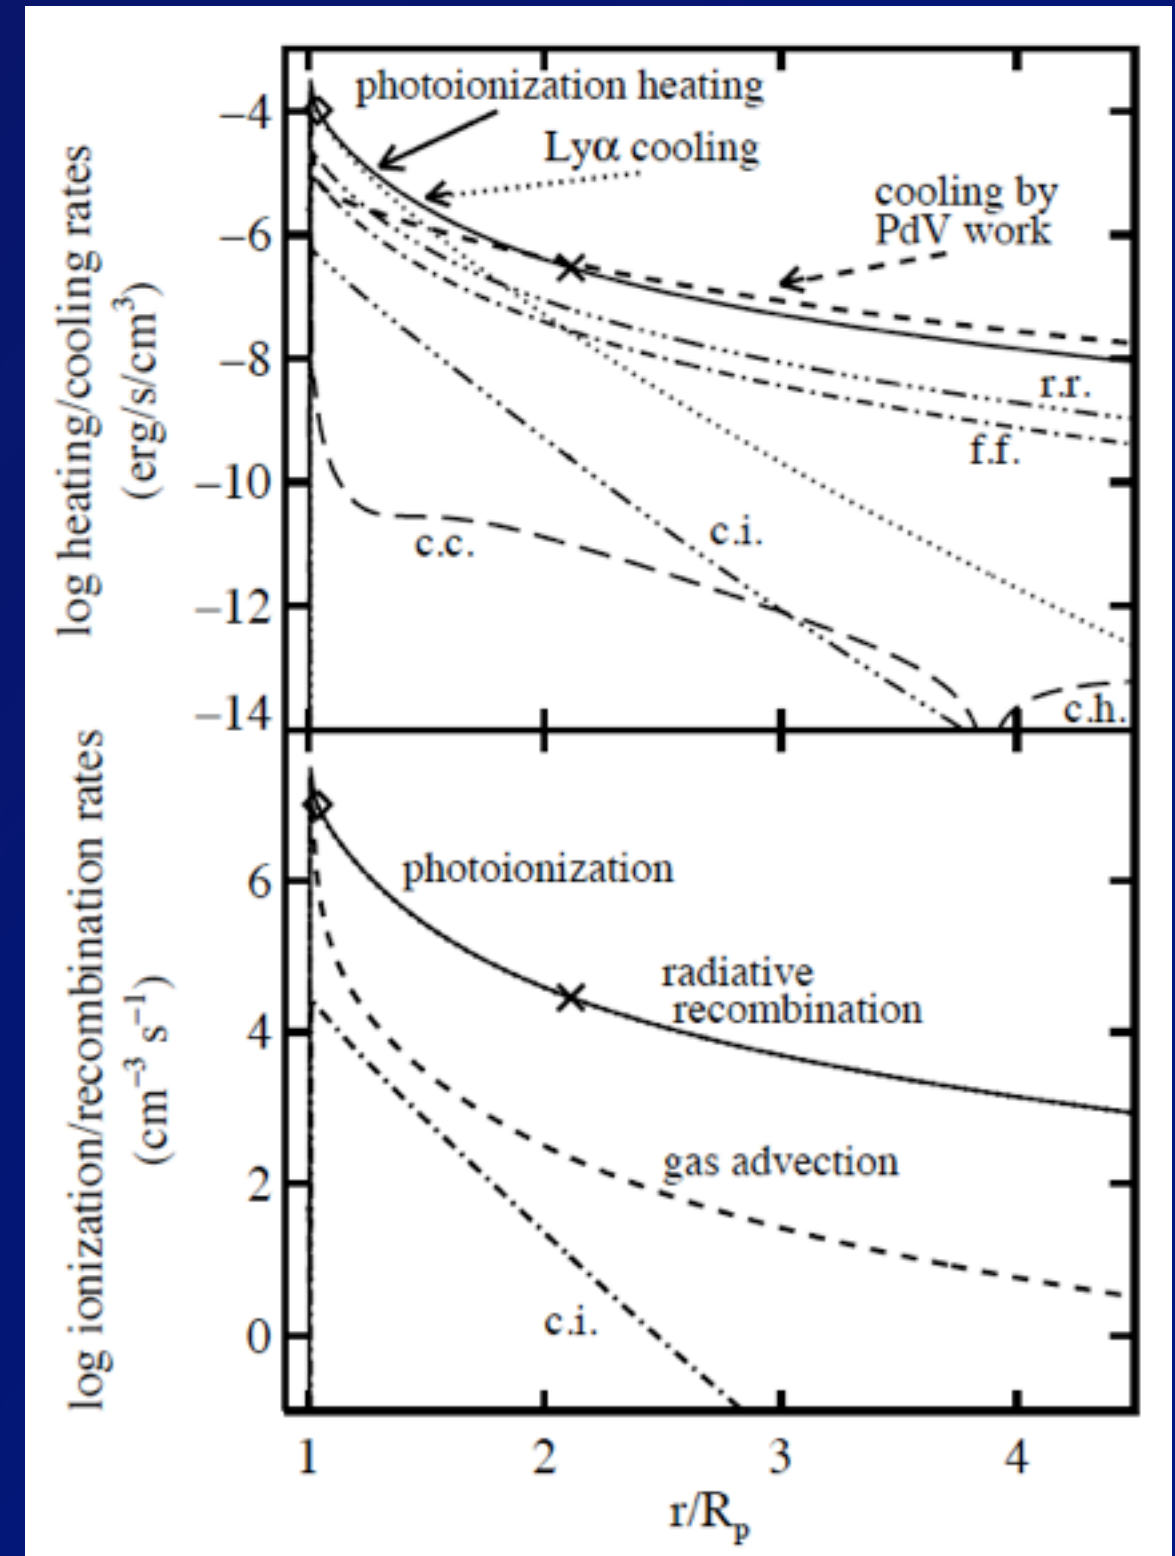 log heating/cooling rates
(erg/s/cm³)
−4
−6
−8
−10
−12
−14
photoionization heating
Lyα cooling
cooling by
PdV work
r.r.
f.f.
c.i.
c.c.
c.h.
log ionization/recombination rates
(cm⁻³ s⁻¹)
6
4
2
0
photoionization
radiative
recombination
gas advection
c.i.
1 2 3 4
r/Rₚ